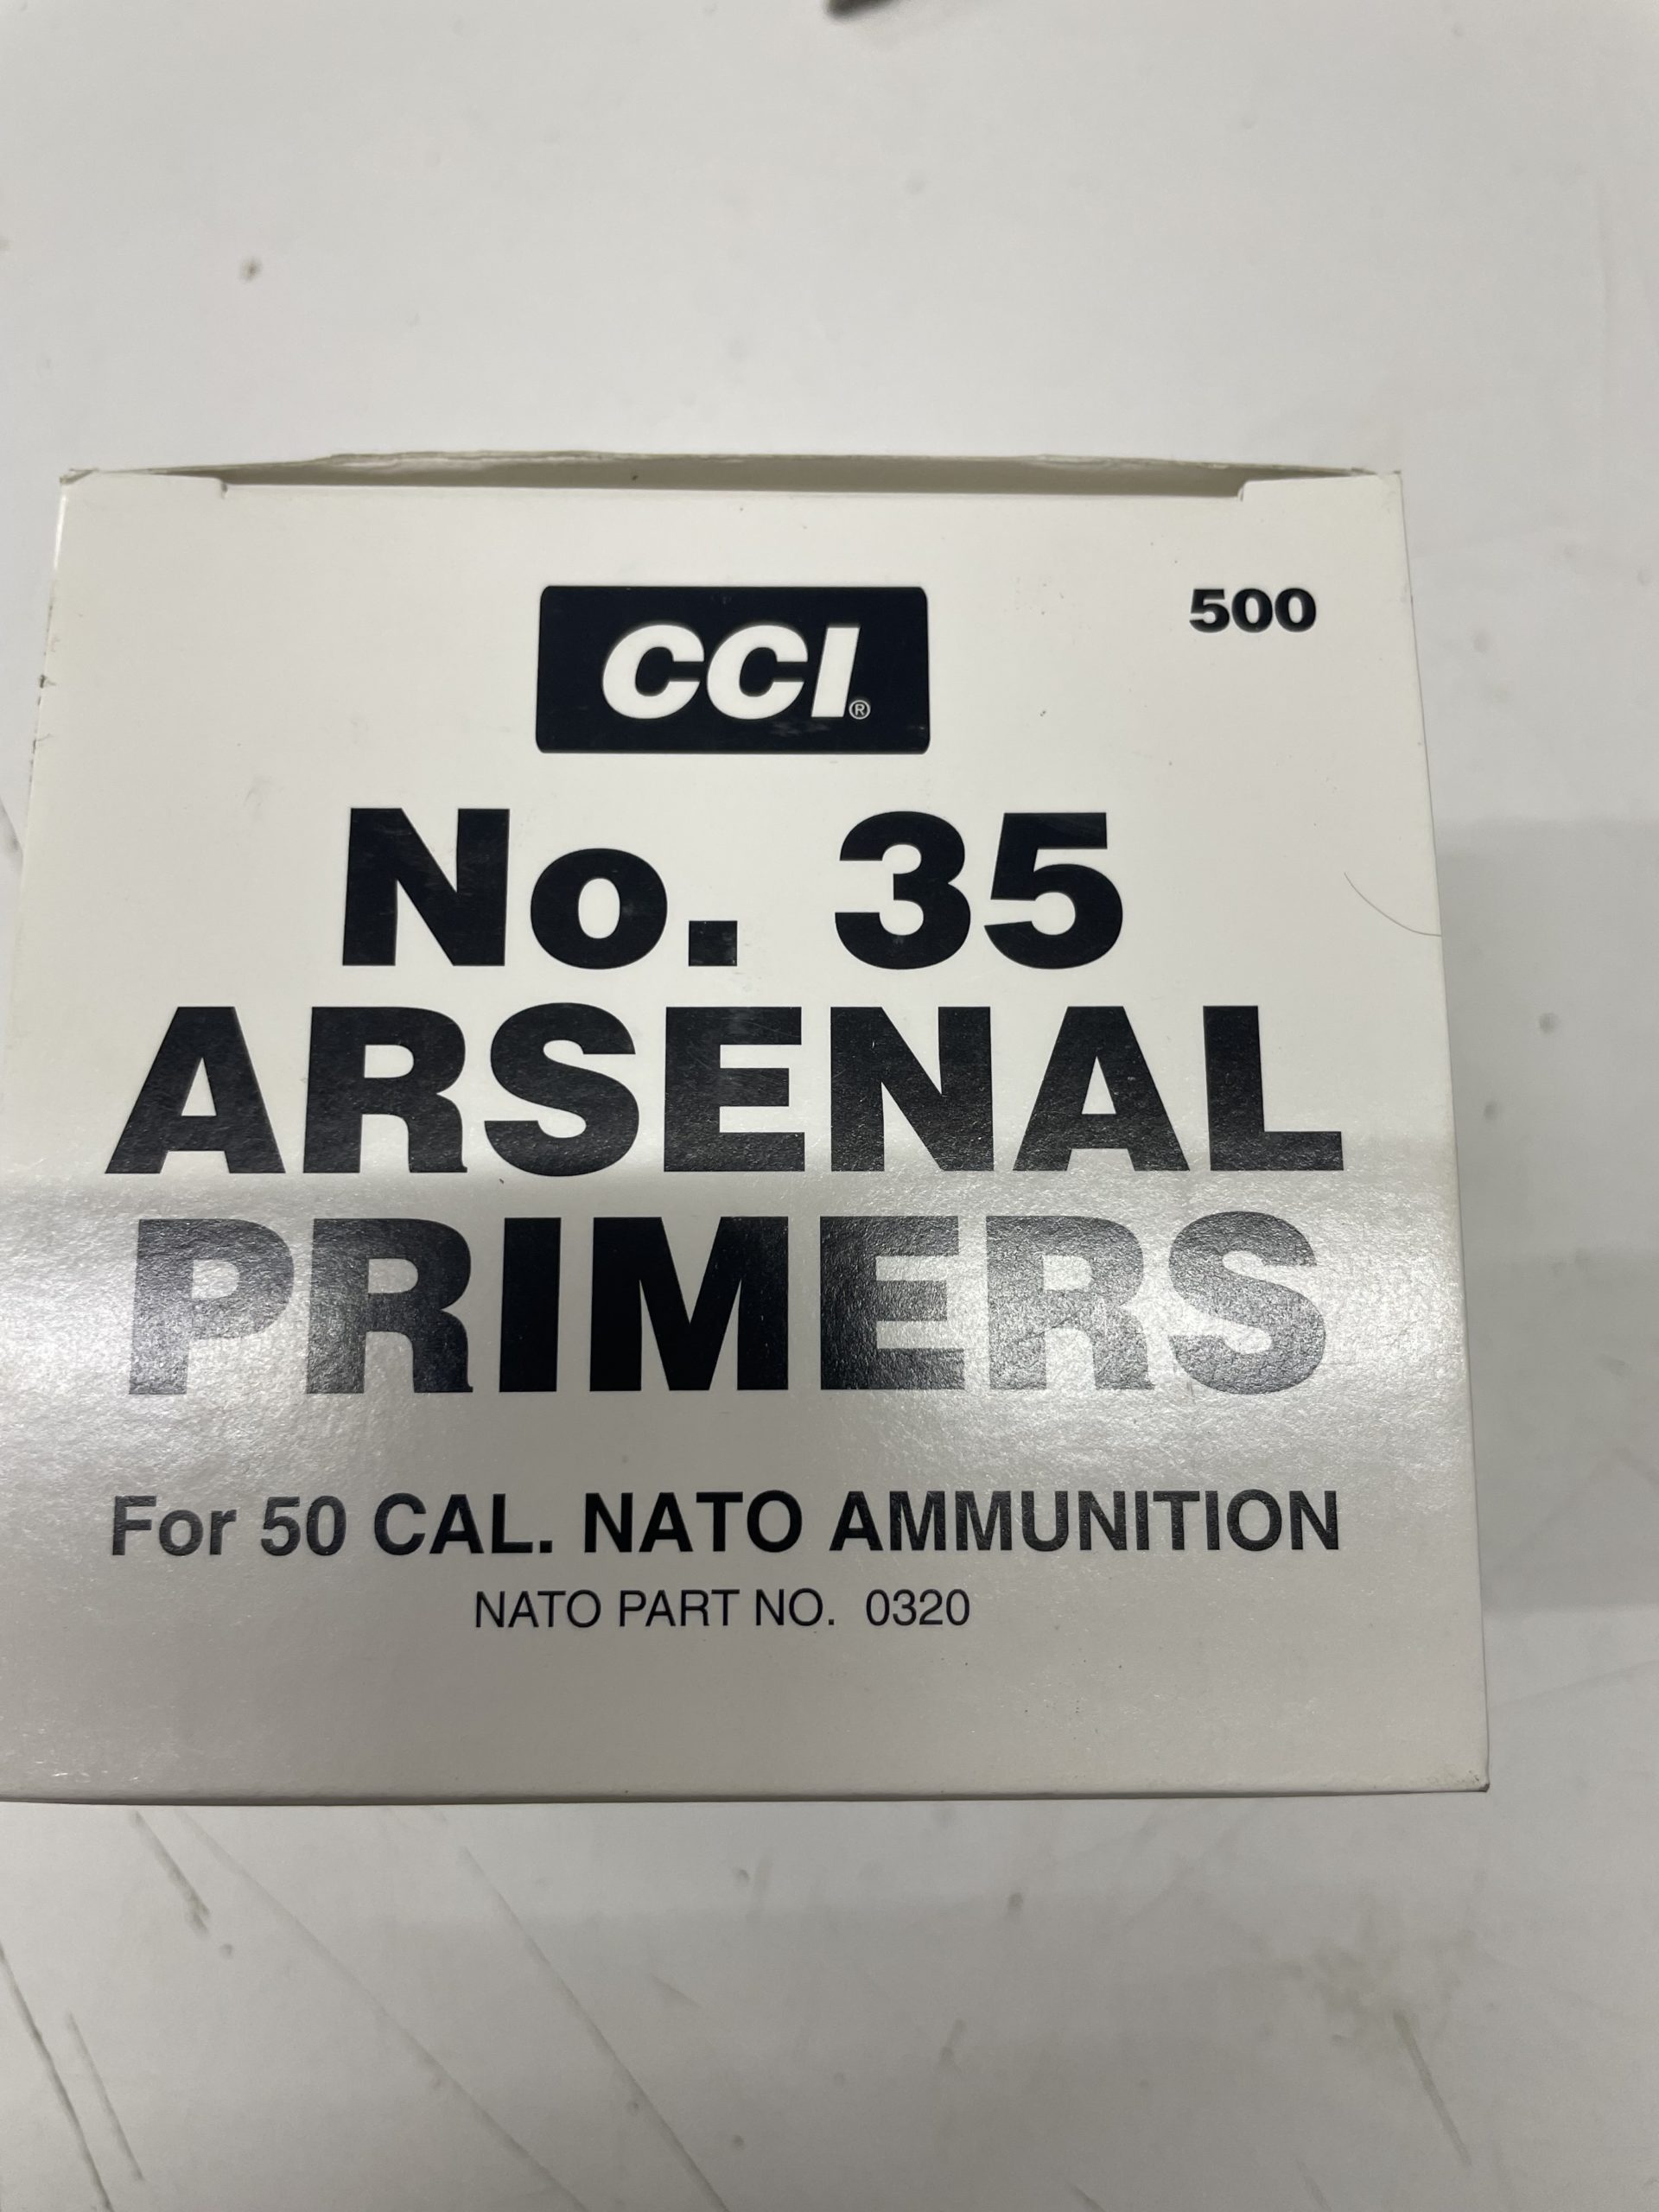 500
CCI®
No. 35
ARSENAL
PRIMERS
For 50 CAL. NATO AMMUNITION
NATO PART NO. 0320